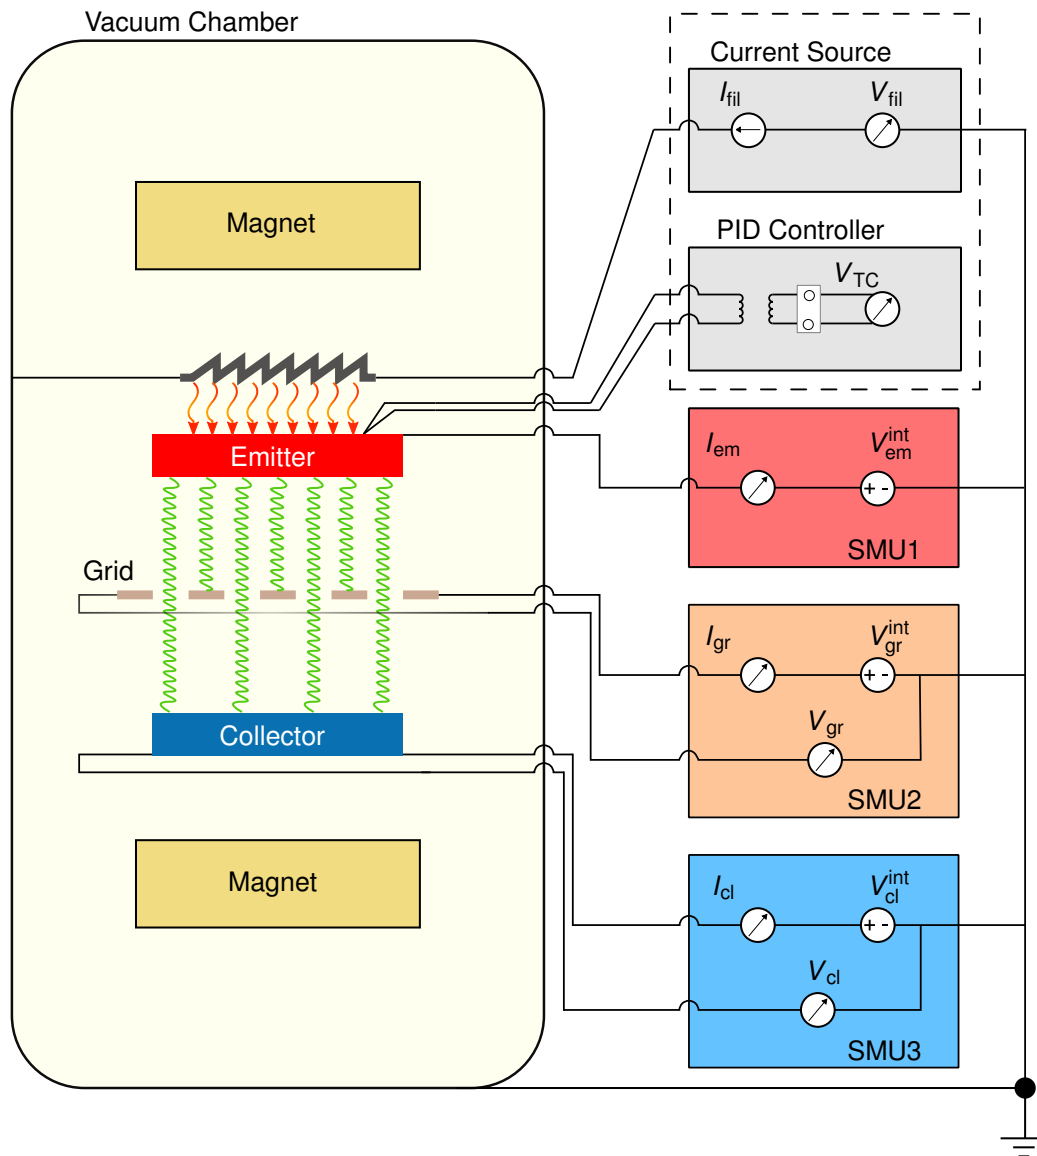 Vacuum Chamber
Current Source
I_fil
V_fil
Magnet
PID Controller
V_TC
Emitter
I_em
V_em^int
SMU1
Grid
I_gr
V_gr^int
V_gr
SMU2
Collector
I_cl
V_cl^int
V_cl
SMU3
Magnet